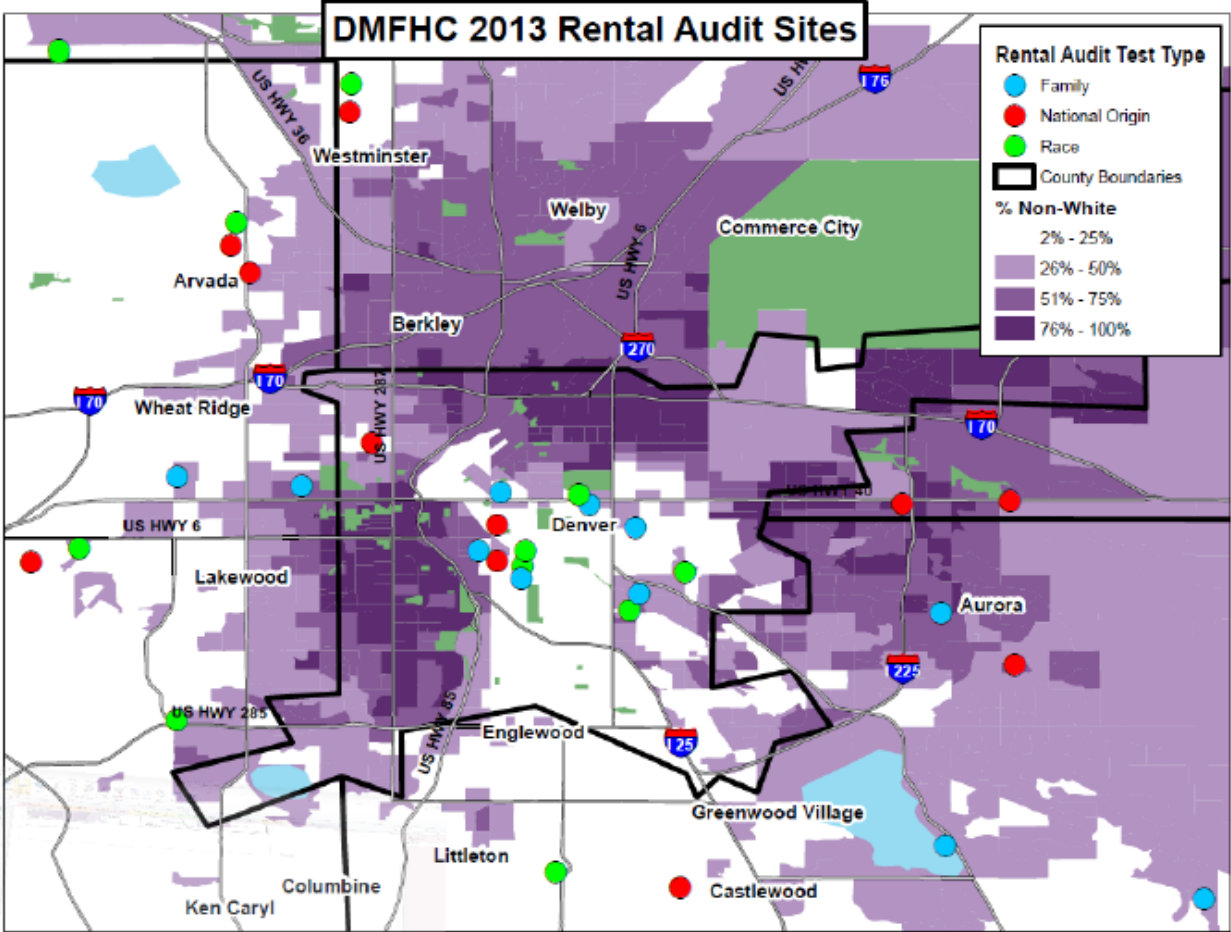 DMFHC 2013 Rental Audit Sites
Rental Audit Test Type
Family
National Origin
Race
County Boundaries
% Non-White
2% - 25%
26% - 50%
51% - 75%
76% - 100%
I 76
US HWY 36
Westminster
Welby
Commerce City
US HWY 6
Arvada
Berkley
I 270
I 70
I 70
Wheat Ridge
US HWY 287
I 70
US HWY 40
US HWY 6
Denver
Lakewood
Aurora
I 225
US HWY 285
US HWY 85
Englewood
I 25
Greenwood Village
Littleton
Columbine
Castlewood
Ken Caryl